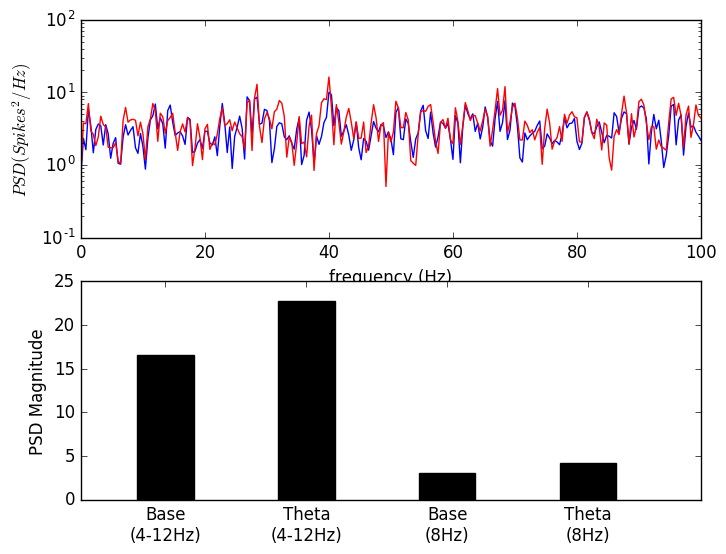 10^2
10^1
10^0
10^-1
PSD(Spikes^2/Hz)
0 20 40 60 80 100
frequency (Hz)
25
20
15
10
5
0
PSD Magnitude
Base Theta Base Theta
(4-12Hz) (4-12Hz) (8Hz) (8Hz)